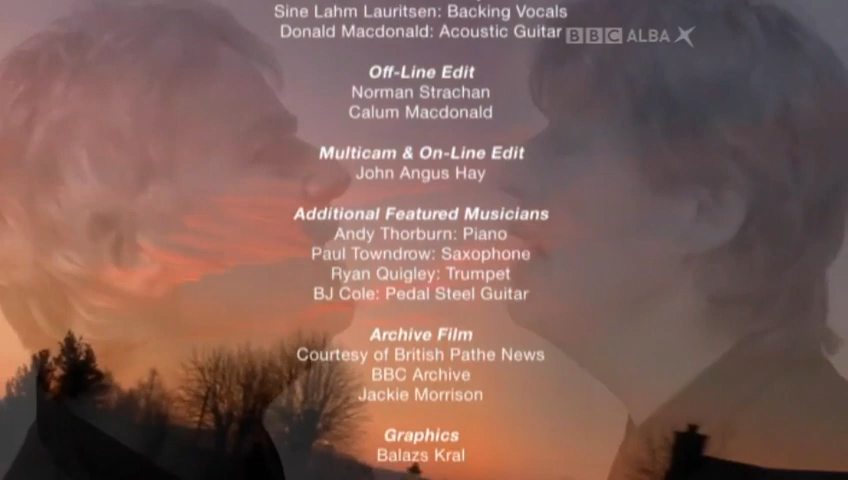 Sine Lahm Lauritsen: Backing Vocals
Donald Macdonald: Acoustic Guitar
BBC ALBA
Off-Line Edit
Norman Strachan
Calum Macdonald
Multicam & On-Line Edit
John Angus Hay
Additional Featured Musicians
Andy Thorburn: Piano
Paul Towndrow: Saxophone
Ryan Quigley: Trumpet
BJ Cole: Pedal Steel Guitar
Archive Film
Courtesy of British Pathe News
BBC Archive
Jackie Morrison
Graphics
Balazs Kral